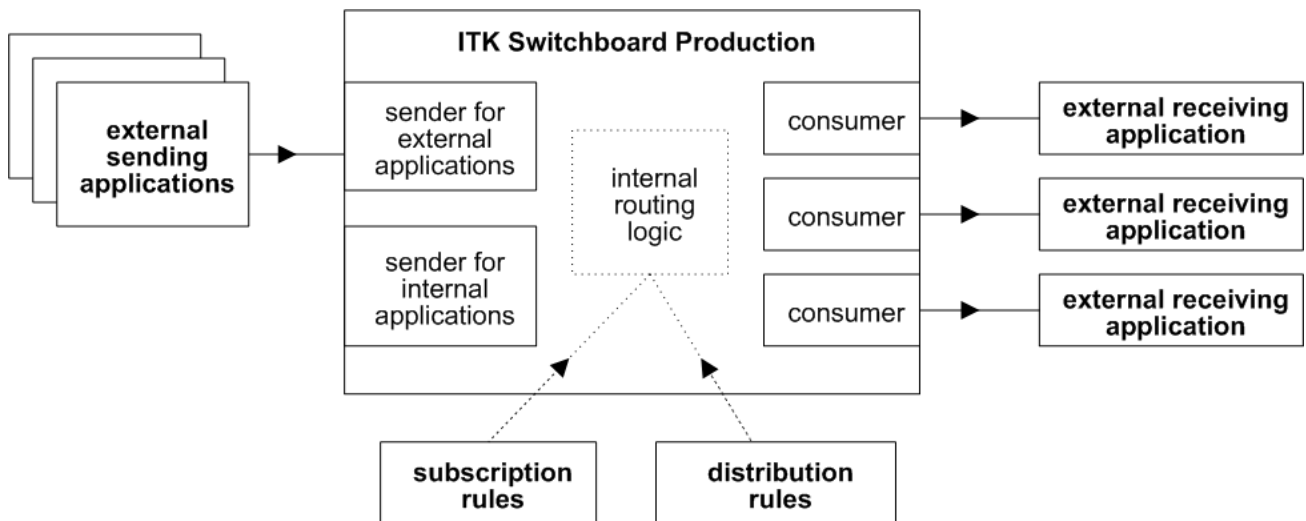 ITK Switchboard Production
external
sending
applications
sender for
external
applications
sender for
internal
applications
internal
routing
logic
consumer
consumer
consumer
external receiving
application
external receiving
application
external receiving
application
subscription
rules
distribution
rules